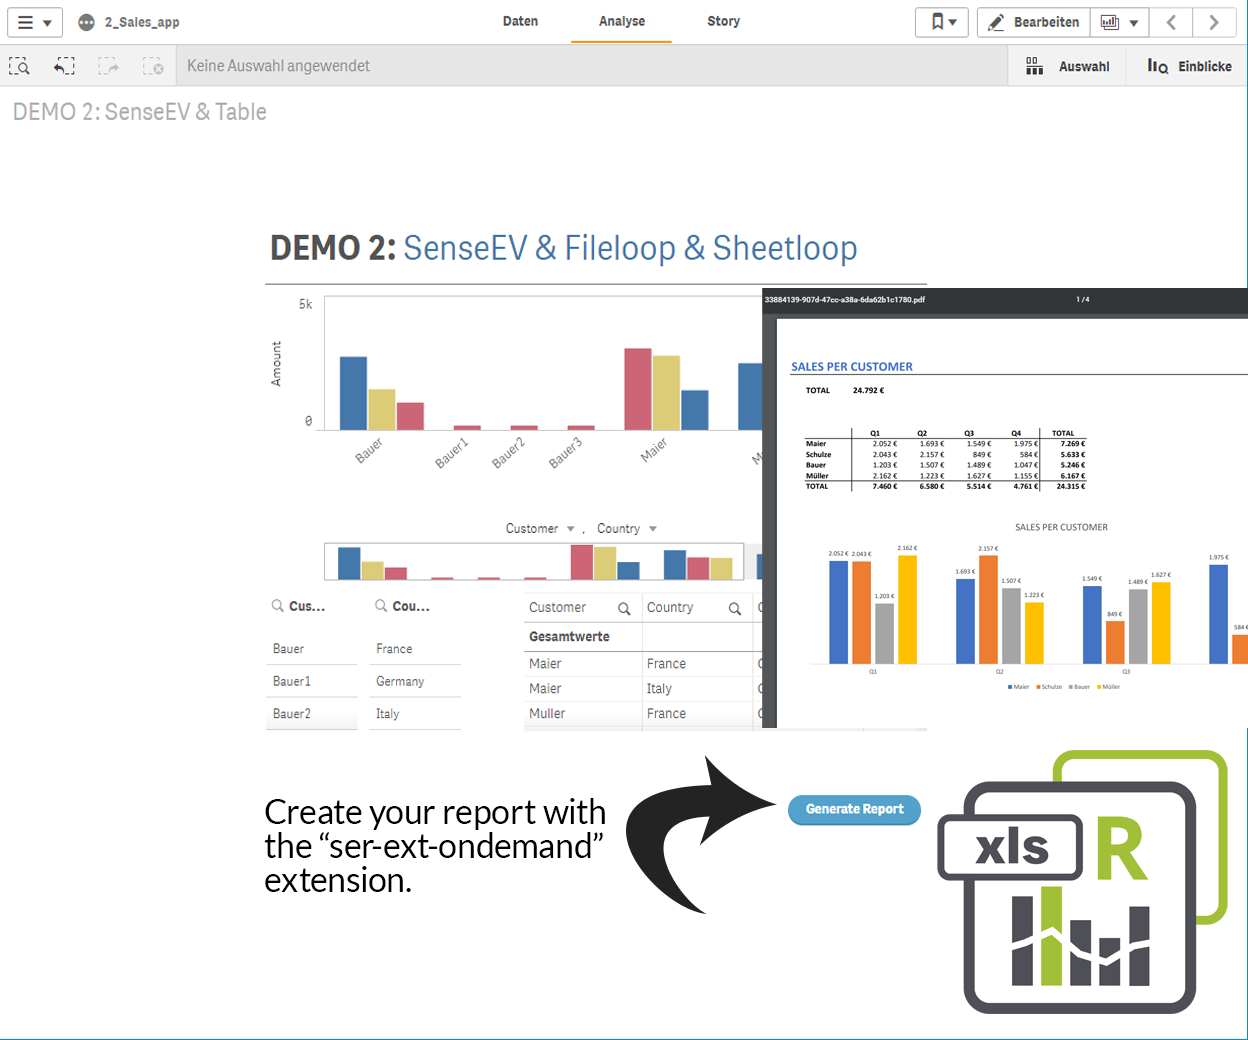 2_Sales_app
Daten
Analyse
Story
Bearbeiten
Keine Auswahl angewendet
Auswahl
Einblicke
DEMO 2: SenseEV & Table
DEMO 2: SenseEV & Fileloop & Sheetloop
5k
Amount
0
Bauer
Bauer1
Bauer2
Bauer3
Maier
Customer , Country
Cus...
Cou...
Bauer
France
Bauer1
Germany
Bauer2
Italy
Customer Country
Gesamtwerte
Maier France
Maier Italy
Muller France
33884139-907d-47cc-a38a-6da62b1c1780.pdf 1 / 4
SALES PER CUSTOMER
TOTAL 24.792 €
Q1 Q2 Q3 Q4 TOTAL
Maier 2.052 € 1.693 € 1.549 € 1.975 € 7.269 €
Schulze 2.043 € 2.157 € 849 € 584 € 5.633 €
Bauer 1.203 € 1.507 € 1.489 € 1.047 € 5.246 €
Müller 2.162 € 1.223 € 1.627 € 1.155 € 6.167 €
TOTAL 7.460 € 6.580 € 5.514 € 4.761 € 24.315 €
SALES PER CUSTOMER
2.052 € 2.043 € 1.203 € 2.162 €
1.693 € 2.157 € 1.507 € 1.223 €
1.549 € 849 € 1.489 € 1.627 €
1.975 € 584 €
Q1 Q2 Q3
Maier Schulze Bauer Müller
Create your report with
the “ser-ext-ondemand”
extension.
Generate Report
xls R